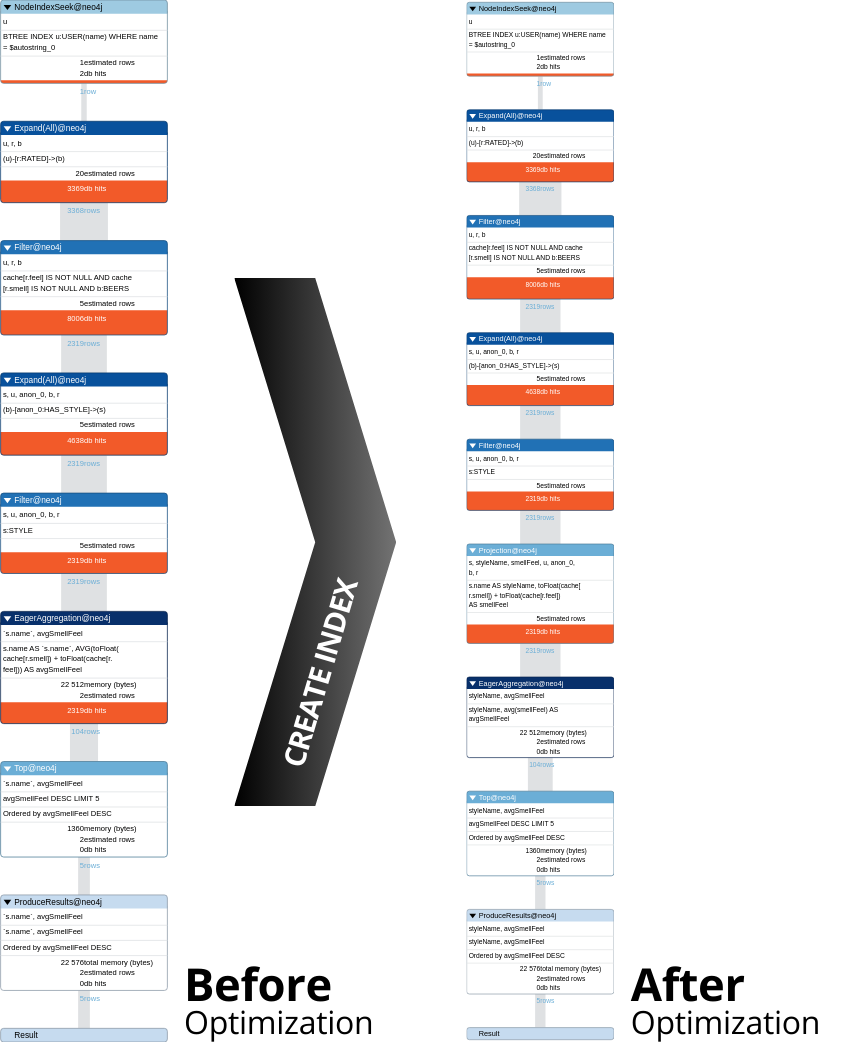 NodeIndexSeek@neo4j
u
BTREE INDEX u:USER(name) WHERE name
= $autostring_0
1estimated rows
2db hits
1row
Expand(All)@neo4j
u, r, b
(u)-[r:RATED]->(b)
20estimated rows
3369db hits
3368rows
Filter@neo4j
u, r, b
cache[r.feel] IS NOT NULL AND cache
[r.smell] IS NOT NULL AND b:BEERS
5estimated rows
8006db hits
2319rows
Expand(All)@neo4j
s, u, anon_0, b, r
(b)-[anon_0:HAS_STYLE]->(s)
5estimated rows
4638db hits
2319rows
Filter@neo4j
s, u, anon_0, b, r
s:STYLE
5estimated rows
2319db hits
2319rows
EagerAggregation@neo4j
`s.name`, avgSmellFeel
s.name AS `s.name`, AVG(toFloat(
cache[r.smell]) + toFloat(cache[r.
feel])) AS avgSmellFeel
22 512memory (bytes)
2estimated rows
2319db hits
104rows
Top@neo4j
`s.name`, avgSmellFeel
avgSmellFeel DESC LIMIT 5
Ordered by avgSmellFeel DESC
1360memory (bytes)
2estimated rows
0db hits
5rows
ProduceResults@neo4j
`s.name`, avgSmellFeel
`s.name`, avgSmellFeel
Ordered by avgSmellFeel DESC
22 576total memory (bytes)
2estimated rows
0db hits
5rows
Result
Before
Optimization
CREATE INDEX
NodeIndexSeek@neo4j
u
BTREE INDEX u:USER(name) WHERE name
= $autostring_0
1estimated rows
2db hits
1row
Expand(All)@neo4j
u, r, b
(u)-[r:RATED]->(b)
20estimated rows
3369db hits
3368rows
Filter@neo4j
u, r, b
cache[r.feel] IS NOT NULL AND cache
[r.smell] IS NOT NULL AND b:BEERS
5estimated rows
8006db hits
2319rows
Expand(All)@neo4j
s, u, anon_0, b, r
(b)-[anon_0:HAS_STYLE]->(s)
5estimated rows
4638db hits
2319rows
Filter@neo4j
s, u, anon_0, b, r
s:STYLE
5estimated rows
2319db hits
2319rows
Projection@neo4j
s, styleName, smellFeel, u, anon_0,
b, r
s.name AS styleName, toFloat(cache[
r.smell]) + toFloat(cache[r.feel])
AS smellFeel
5estimated rows
2319db hits
2319rows
EagerAggregation@neo4j
styleName, avgSmellFeel
styleName, avg(smellFeel) AS
avgSmellFeel
22 512memory (bytes)
2estimated rows
0db hits
104rows
Top@neo4j
styleName, avgSmellFeel
avgSmellFeel DESC LIMIT 5
Ordered by avgSmellFeel DESC
1360memory (bytes)
2estimated rows
0db hits
5rows
ProduceResults@neo4j
styleName, avgSmellFeel
styleName, avgSmellFeel
Ordered by avgSmellFeel DESC
22 576total memory (bytes)
2estimated rows
0db hits
5rows
Result
After
Optimization